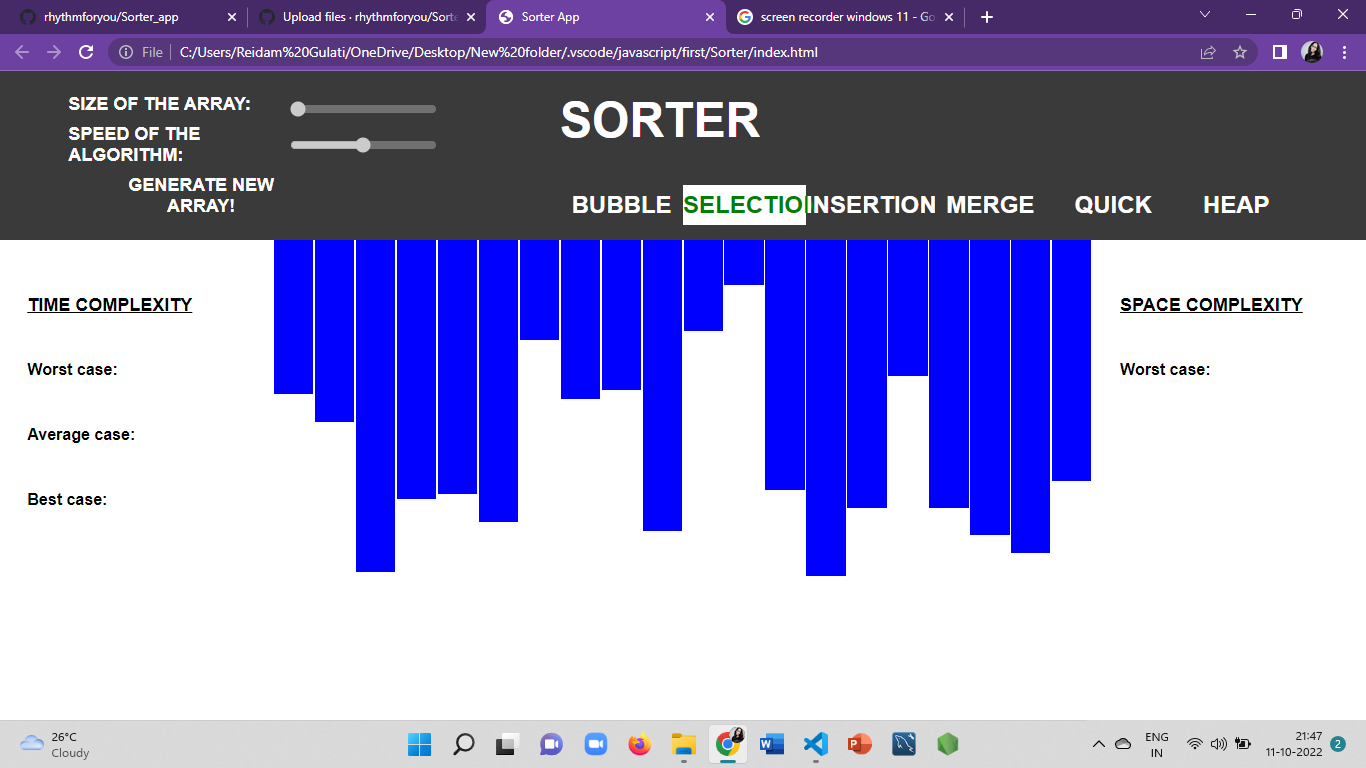 rhythmforyou/Sorter_app
Upload files · rhythmforyou/Sorte
Sorter App
screen recorder windows 11 - Go
File
C:/Users/Reidam%20Gulati/OneDrive/Desktop/New%20folder/.vscode/javascript/first/Sorter/index.html
SIZE OF THE ARRAY:
SPEED OF THE
ALGORITHM:
GENERATE NEW
ARRAY!
SORTER
BUBBLE SELECTIO INSERTION MERGE QUICK HEAP
TIME COMPLEXITY
Worst case:
Average case:
Best case:
SPACE COMPLEXITY
Worst case:
26°C
Cloudy
ENG
IN
21:47
11-10-2022
2